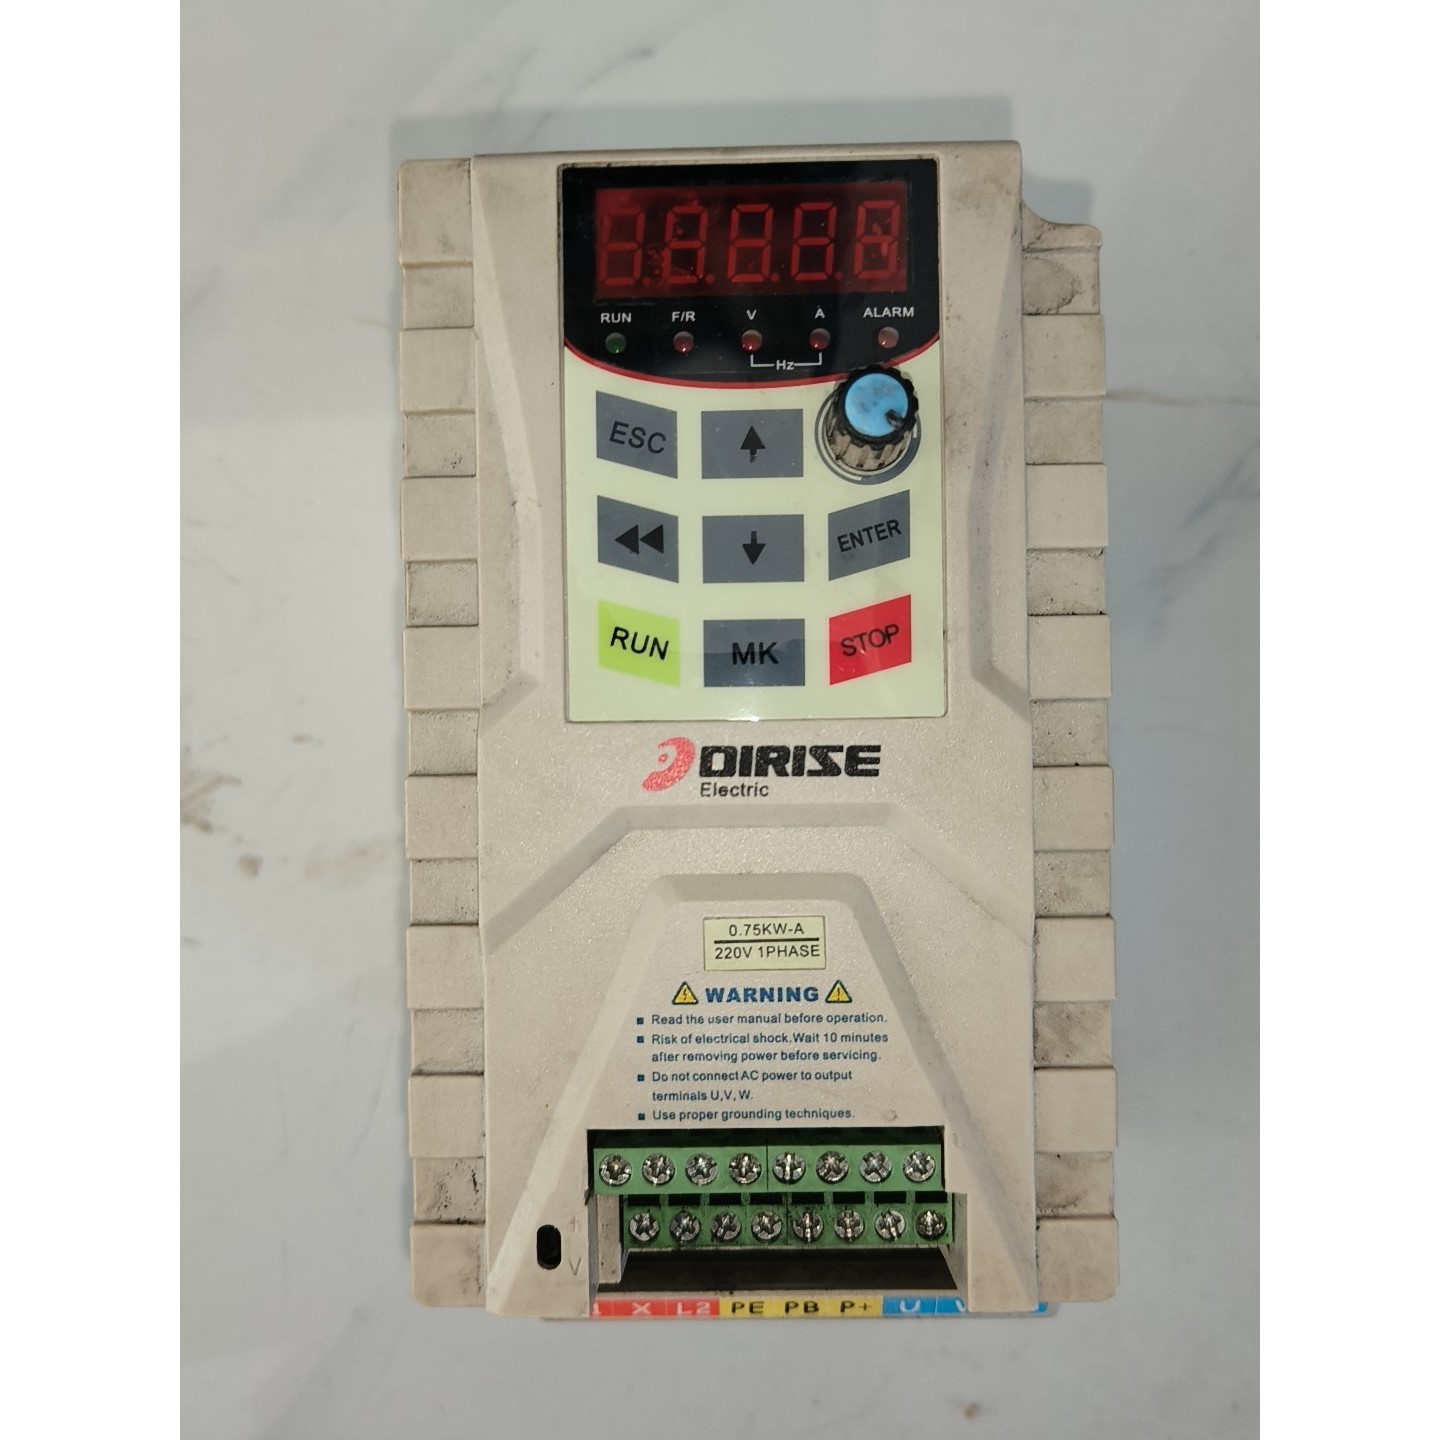 RUN F/R V A ALARM
Hz
ESC
ENTER
RUN MK STOP
DIRISE
Electric
0.75KW-A
220V 1PHASE
WARNING
Read the user manual before operation.
Risk of electrical shock.Wait 10 minutes
after removing power before servicing.
Do not connect AC power to output
terminals U,V,W.
Use proper grounding techniques.
V
X L2 PE PB P+ U